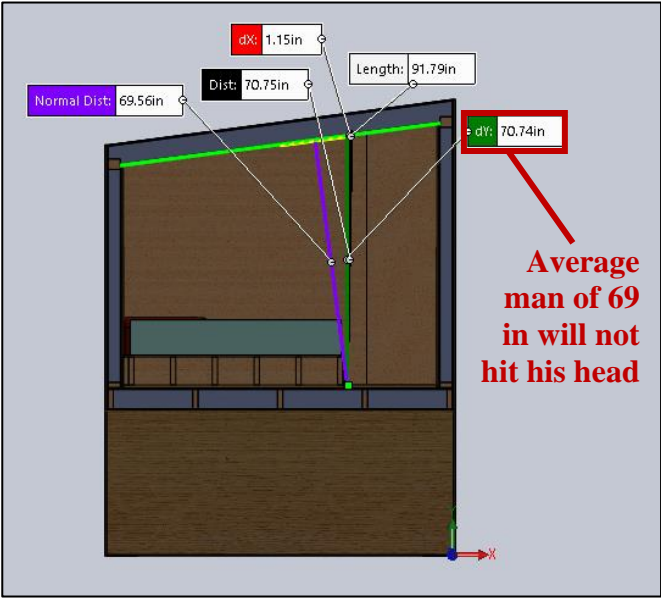 dX: 1.15in
Length: 91.79in
Dist: 70.75in
Normal Dist: 69.56in
dY: 70.74in
Average
man of 69
in will not
hit his head
X